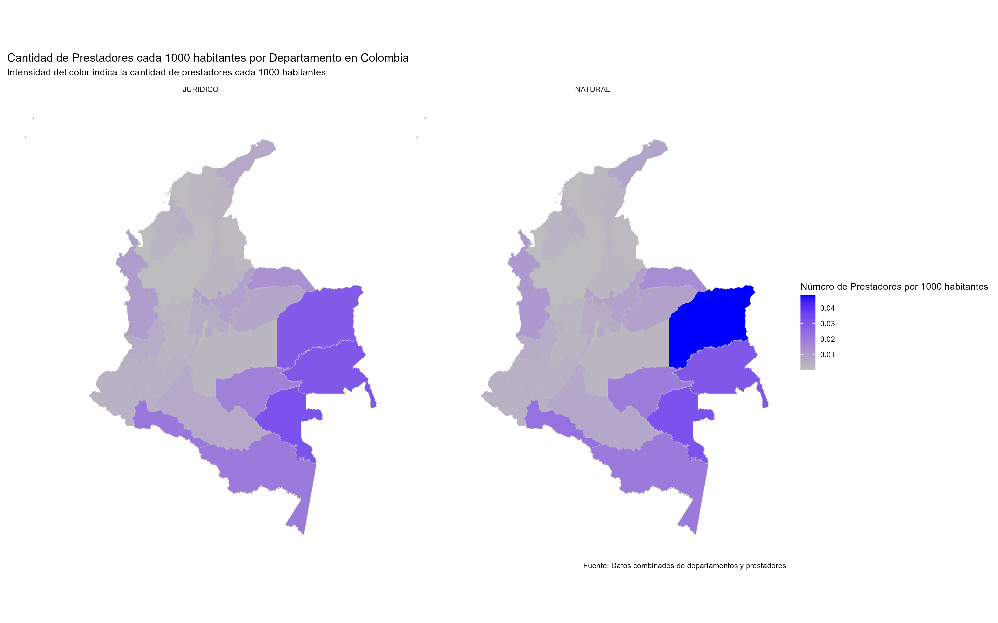 Cantidad de Prestadores cada 1000 habitantes por Departamento en Colombia
Intensidad del color indica la cantidad de prestadores cada 1000 habitantes
JURIDICO
NATURAL
Número de Prestadores por 1000 habitantes
0.04
0.03
0.02
0.01
Fuente: Datos combinados de departamentos y prestadores